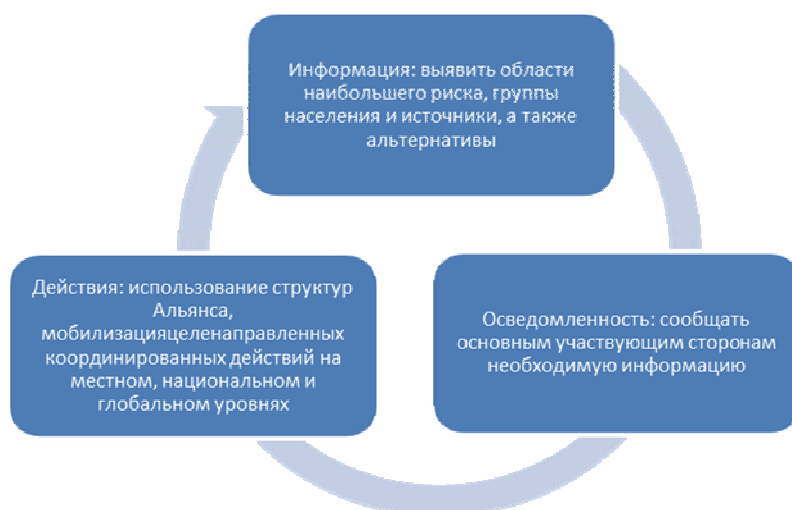 Информация: выявить области
наибольшего риска, группы
населения и источники, а также
альтернативы
Осведомленность: сообщать
основным участвующим сторонам
необходимую информацию
Действия: использование структур
Альянса,
мобилизацияцеленаправленных
координированных действий на
местном, национальном и
глобальном уровнях